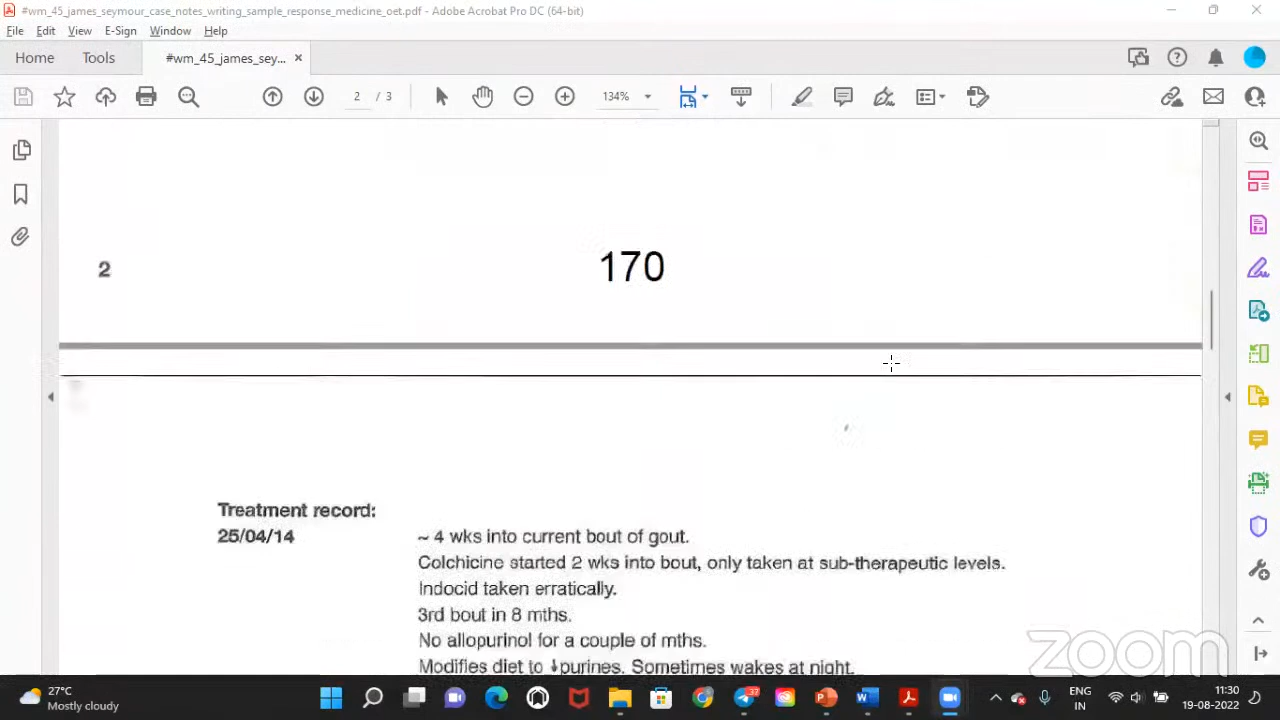 #wm_45_james_seymour_case_notes_writing_sample_response_medicine_oet.pdf - Adobe Acrobat Pro DC (64-bit)
File Edit View E-Sign Window Help
Home Tools #wm_45_james_sey... ×
2 / 3 134%
2 170
Treatment record:
25/04/14 ~ 4 wks into current bout of gout.
Colchicine started 2 wks into bout, only taken at sub-therapeutic levels.
Indocid taken erratically.
3rd bout in 8 mths.
No allopurinol for a couple of mths.
Modifies diet to ↓purines. Sometimes wakes at night.
zoom
27°C
Mostly cloudy
37
ENG
IN
11:30
19-08-2022